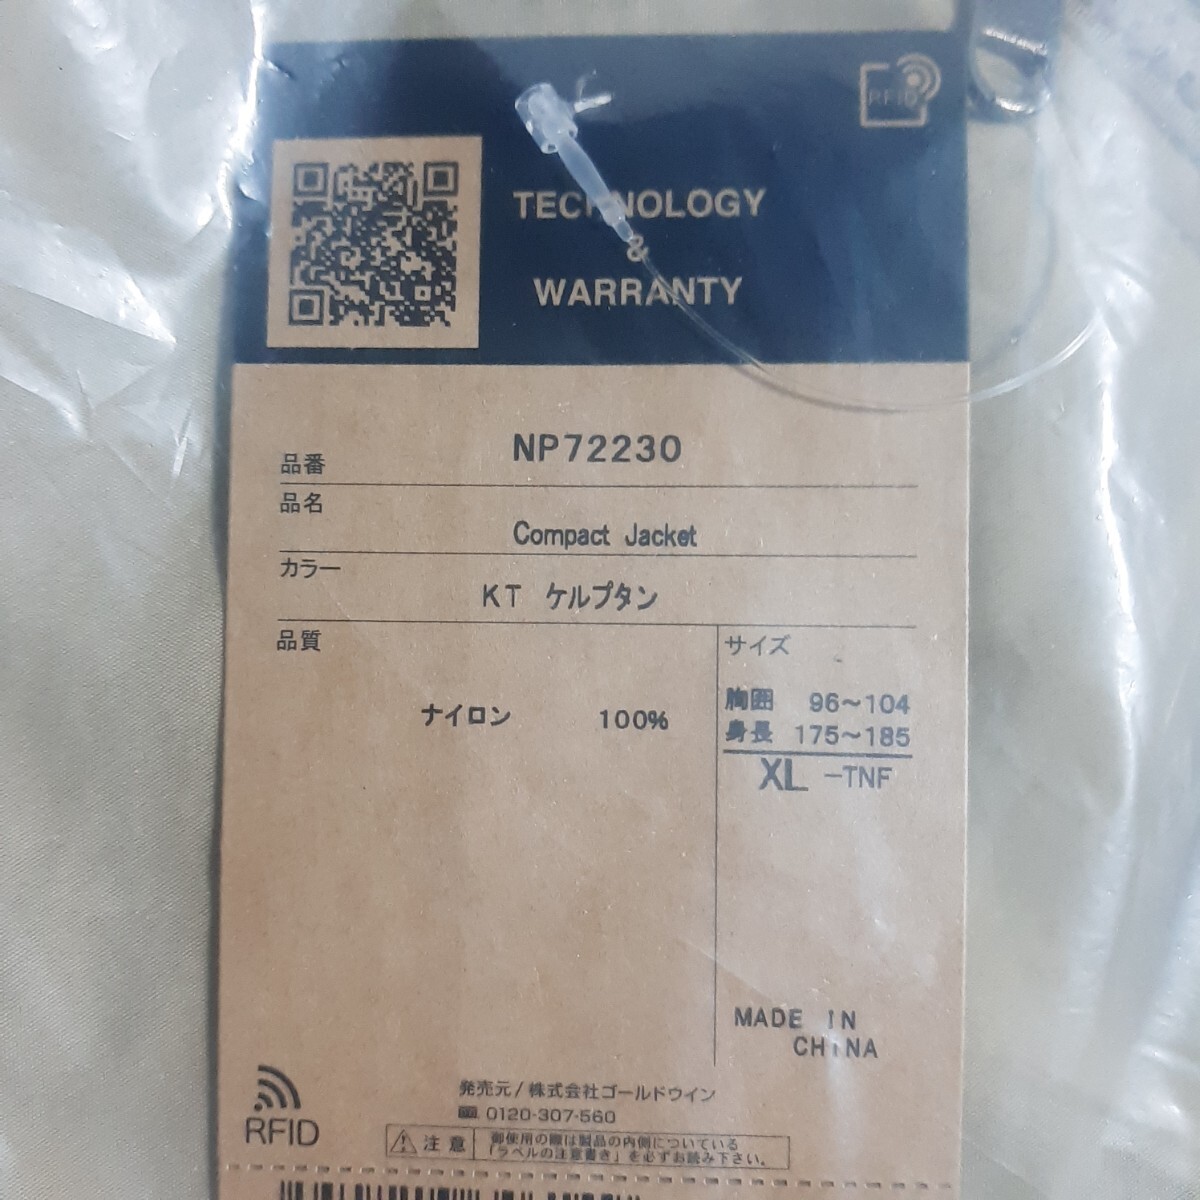 RFID
TECHNOLOGY
&
WARRANTY
品番 NP72230
品名
Compact Jacket
カラー
KT ケルプタン
品質
サイズ
ナイロン 100%
胸囲 96～104
身長 175～185
XL -TNF
MADE IN
CHINA
発売元/株式会社ゴールドウイン
0120-307-560
RFID
注意
御使用の際は製品の内側についている
「ラベルの注意書き」を必ずお読み下さい。